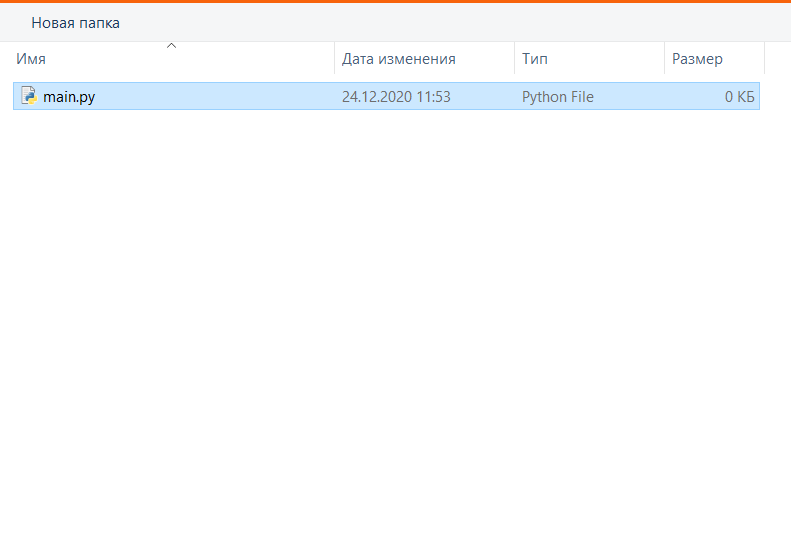 Новая папка
Имя Дата изменения Тип Размер
main.py 24.12.2020 11:53 Python File 0 КБ